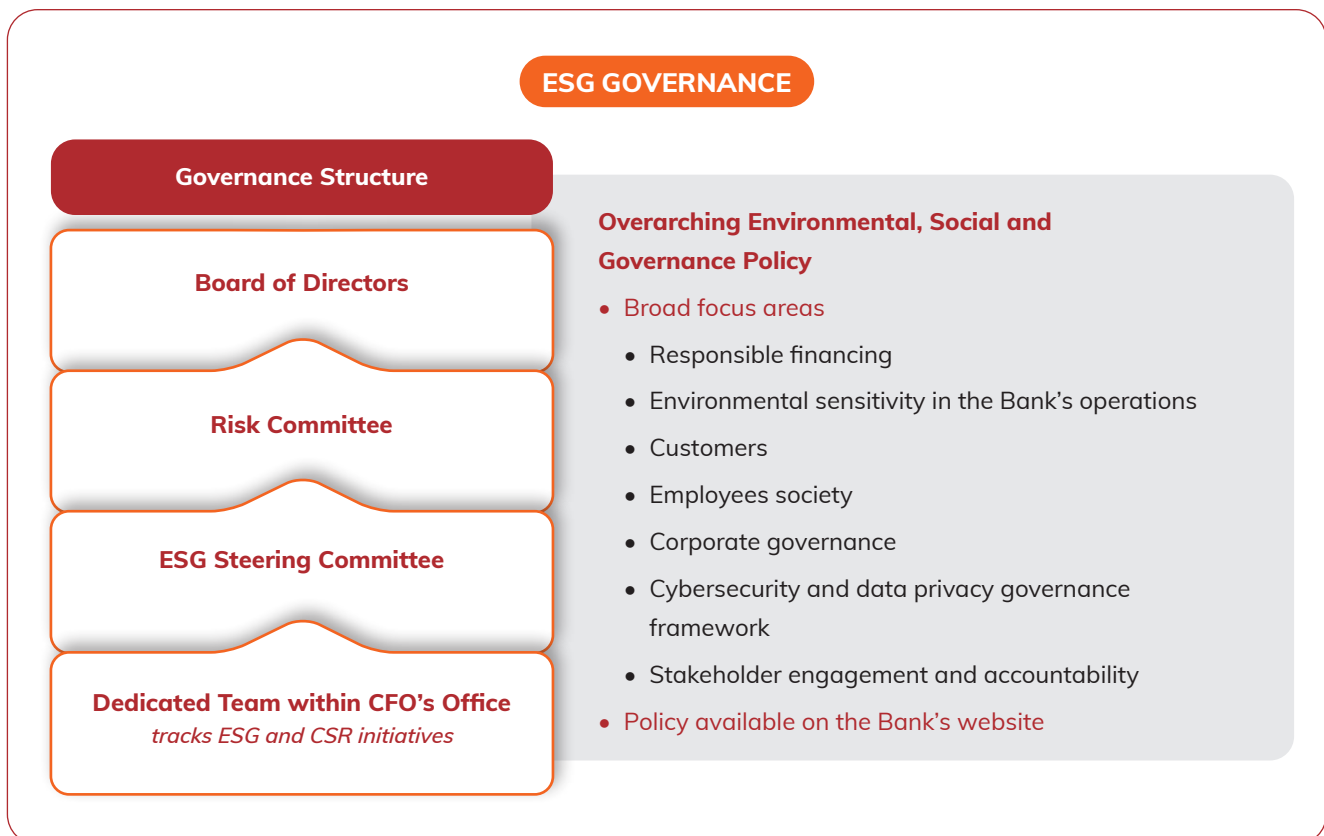 ESG GOVERNANCE
Governance Structure
Board of Directors
Risk Committee
ESG Steering Committee
Dedicated Team within CFO's Office
tracks ESG and CSR initiatives
Overarching Environmental, Social and
Governance Policy
• Broad focus areas
• Responsible financing
• Environmental sensitivity in the Bank's operations
• Customers
• Employees society
• Corporate governance
• Cybersecurity and data privacy governance
framework
• Stakeholder engagement and accountability
• Policy available on the Bank's website